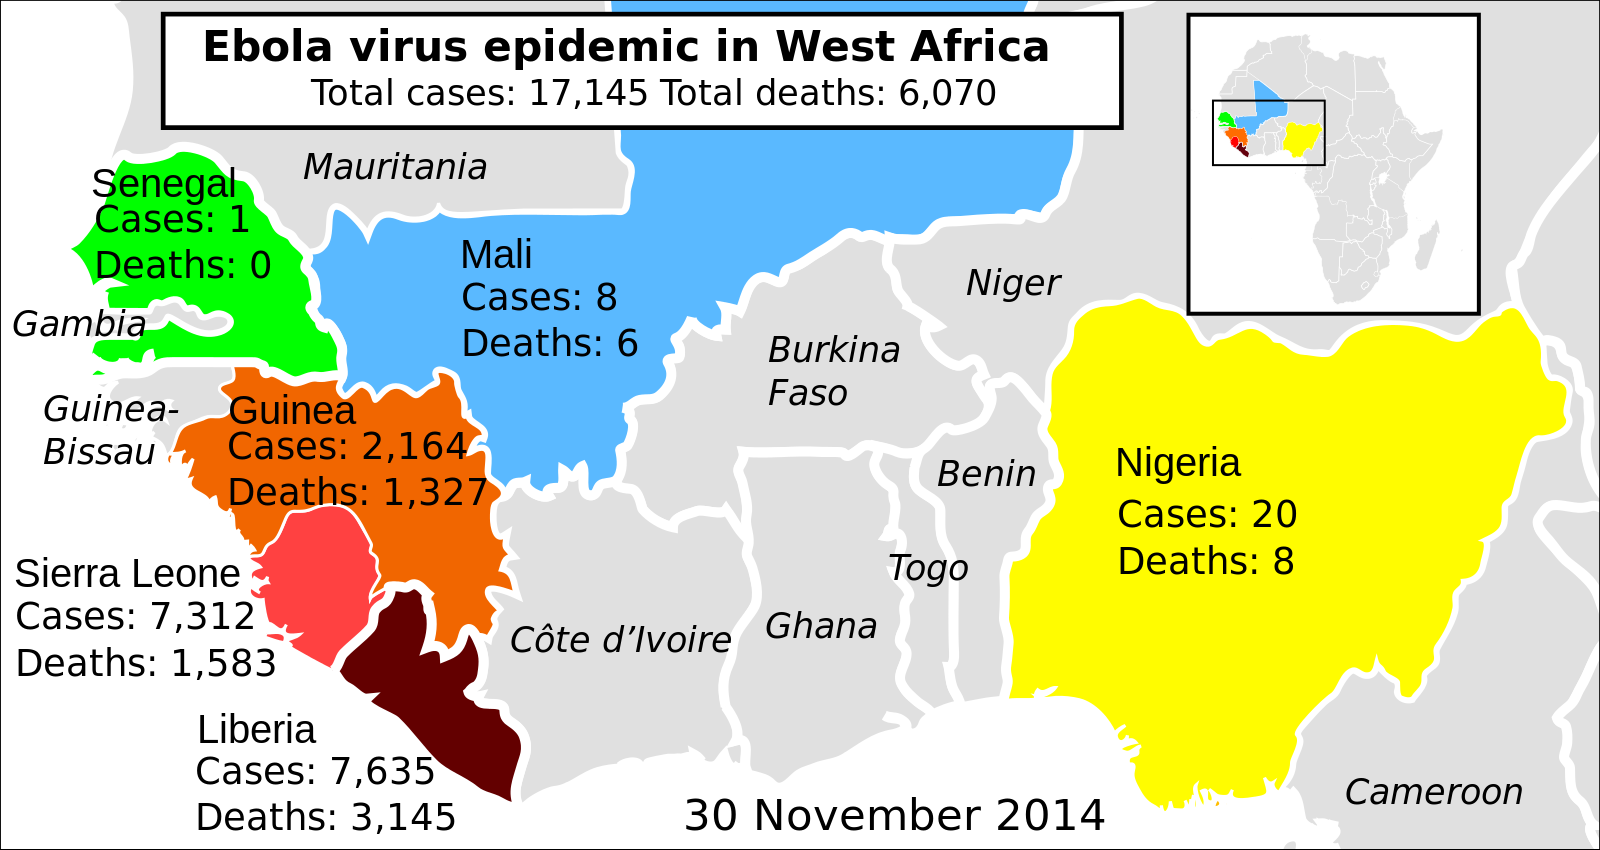 Ebola virus epidemic in West Africa
Total cases: 17,145 Total deaths: 6,070
Mauritania
Senegal
Cases: 1
Deaths: 0
Mali
Cases: 8
Deaths: 6
Niger
Gambia
Burkina
Faso
Guinea-
Bissau
Guinea
Cases: 2,164
Deaths: 1,327
Benin
Nigeria
Cases: 20
Deaths: 8
Sierra Leone
Cases: 7,312
Deaths: 1,583
Togo
Côte d’Ivoire
Ghana
Liberia
Cases: 7,635
Deaths: 3,145
Cameroon
30 November 2014